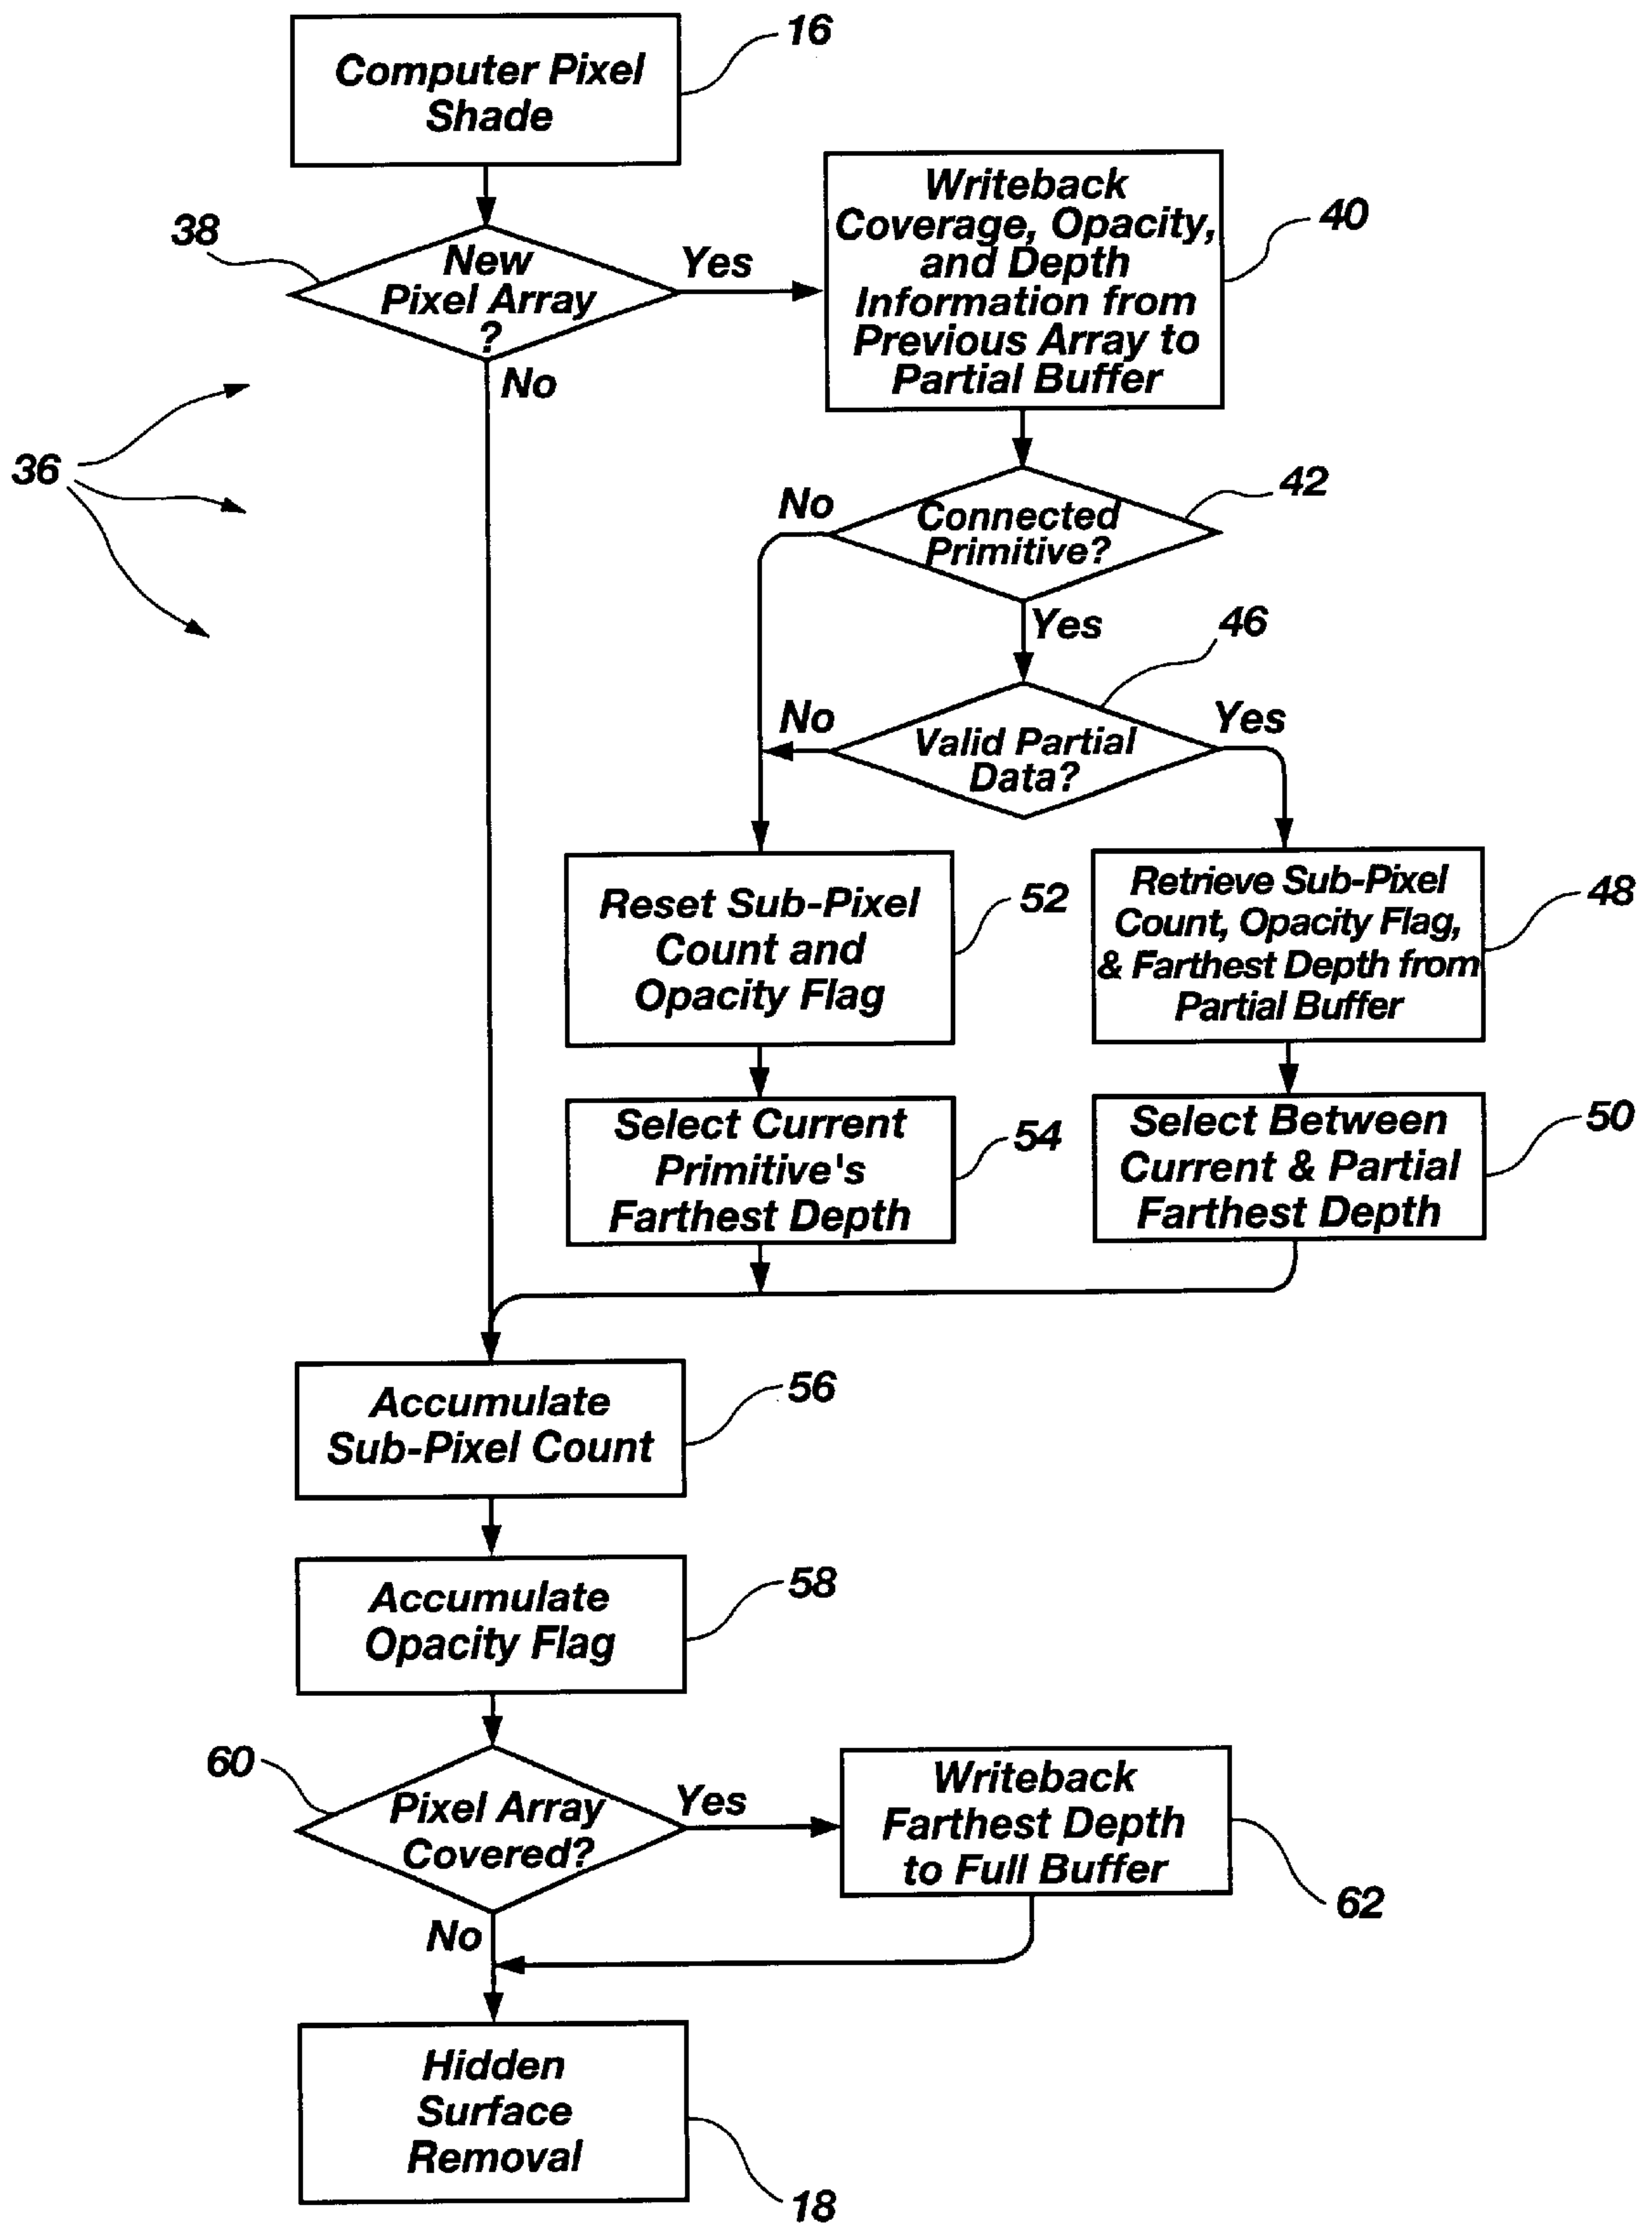 Computer Pixel
Shade
16
New
Pixel Array
?
38
Yes
No
Writeback
Coverage, Opacity,
and Depth
Information from
Previous Array to
Partial Buffer
40
36
Connected
Primitive?
42
No
Yes
Valid Partial
Data?
46
No
Yes
Reset Sub-Pixel
Count and
Opacity Flag
52
Retrieve Sub-Pixel
Count, Opacity Flag,
& Farthest Depth from
Partial Buffer
48
Select Current
Primitive's
Farthest Depth
54
Select Between
Current & Partial
Farthest Depth
50
Accumulate
Sub-Pixel Count
56
Accumulate
Opacity Flag
58
60
Pixel Array
Covered?
Yes
No
Writeback
Farthest Depth
to Full Buffer
62
Hidden
Surface
Removal
18